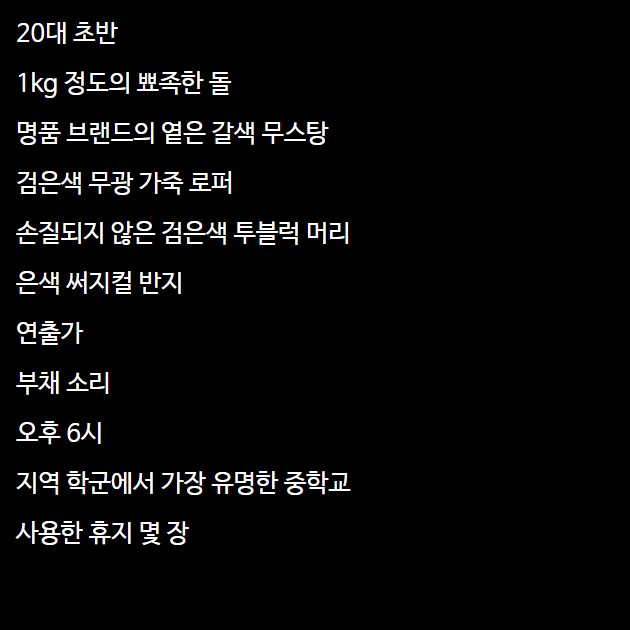 20대 초반
1kg 정도의 뾰족한 돌
명품 브랜드의 옅은 갈색 무스탕
검은색 무광 가죽 로퍼
손질되지 않은 검은색 투블럭 머리
은색 써지컬 반지
연출가
부채 소리
오후 6시
지역 학군에서 가장 유명한 중학교
사용한 휴지 몇 장